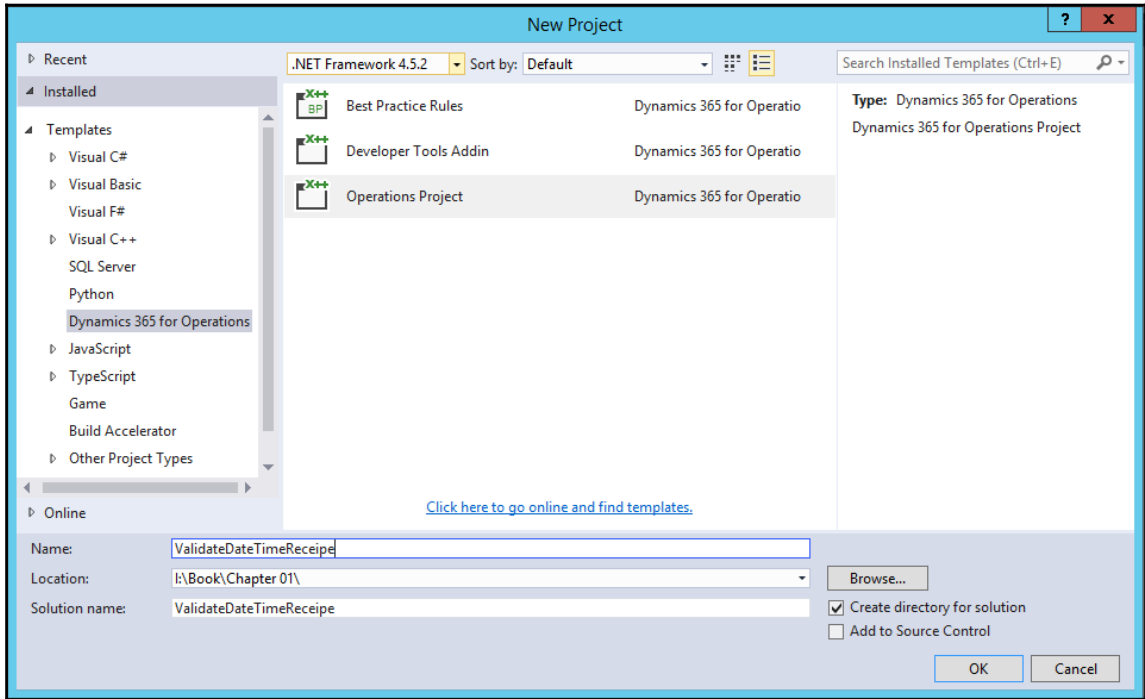 New Project
? x
Recent
Installed
Templates
Visual C#
Visual Basic
Visual F#
Visual C++
SQL Server
Python
Dynamics 365 for Operations
JavaScript
TypeScript
Game
Build Accelerator
Other Project Types
Online
.NET Framework 4.5.2 Sort by: Default
X++ BP Best Practice Rules Dynamics 365 for Operatio
X++ Developer Tools Addin Dynamics 365 for Operatio
X++ Operations Project Dynamics 365 for Operatio
Click here to go online and find templates.
Search Installed Templates (Ctrl+E)
Type: Dynamics 365 for Operations
Dynamics 365 for Operations Project
Name: ValidateDateTimeReceipe
Location: I:\Book\Chapter 01\ Browse...
Solution name: ValidateDateTimeReceipe
Create directory for solution
Add to Source Control
OK Cancel